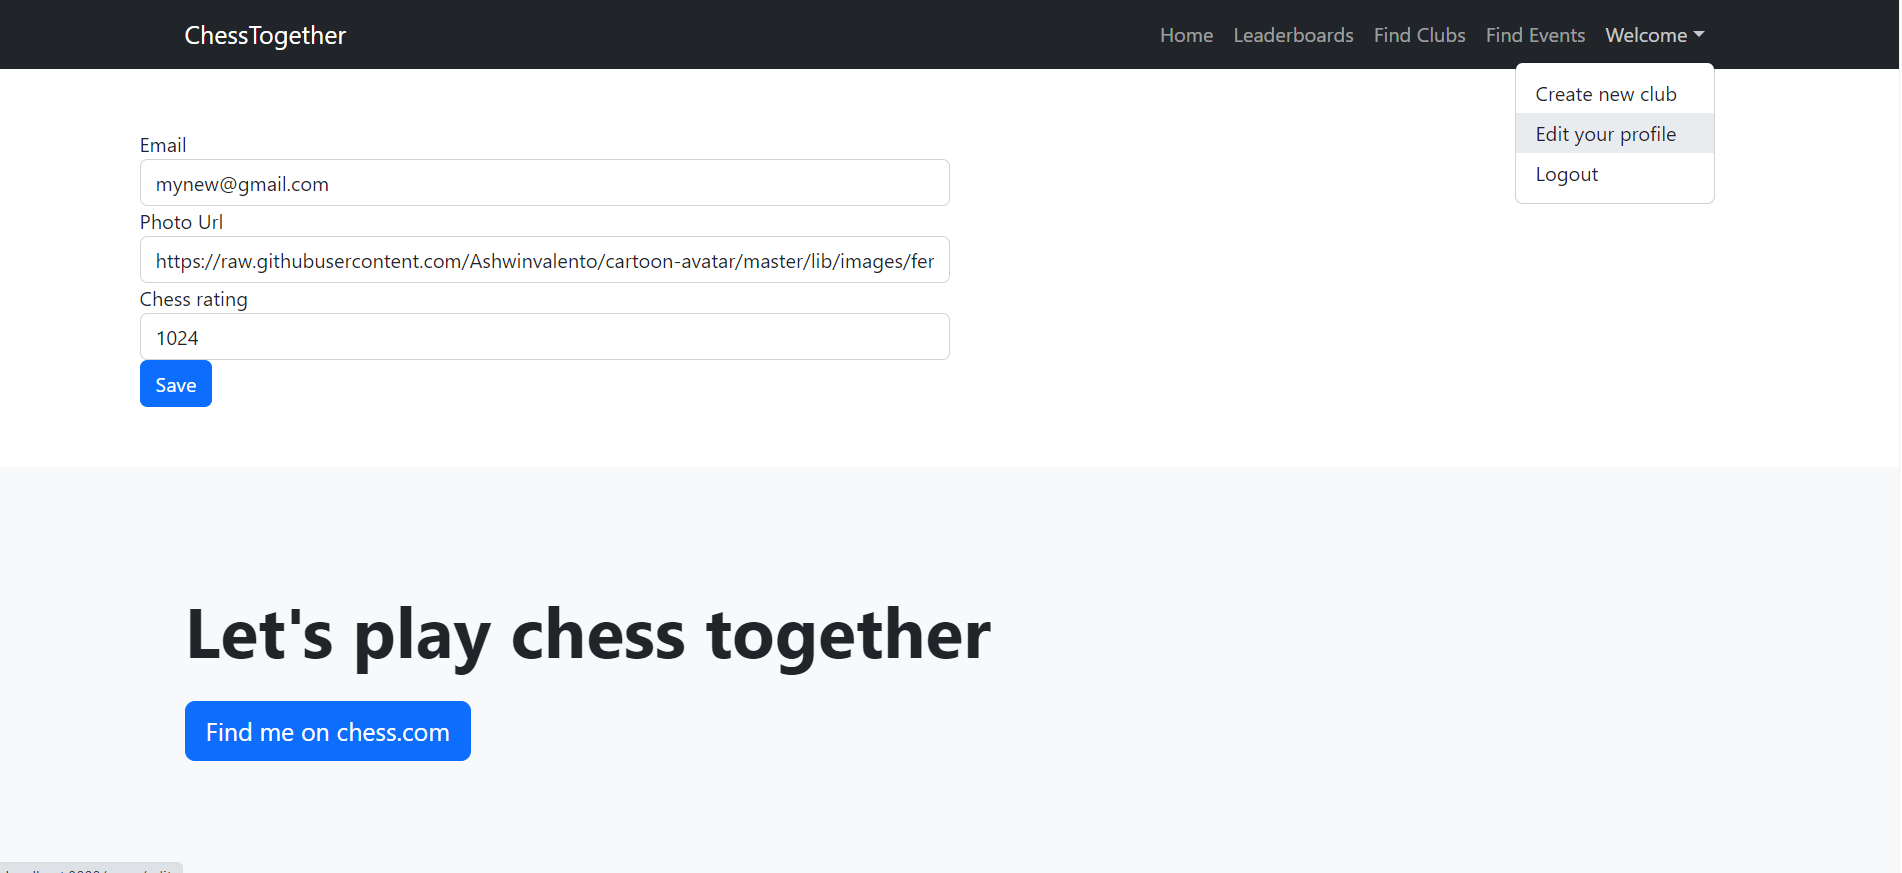 ChessTogether
Home Leaderboards Find Clubs Find Events Welcome
Create new club
Edit your profile
Logout
Email
mynew@gmail.com
Photo Url
https://raw.githubusercontent.com/Ashwinvalento/cartoon-avatar/master/lib/images/fer
Chess rating
1024
Save
Let's play chess together
Find me on chess.com